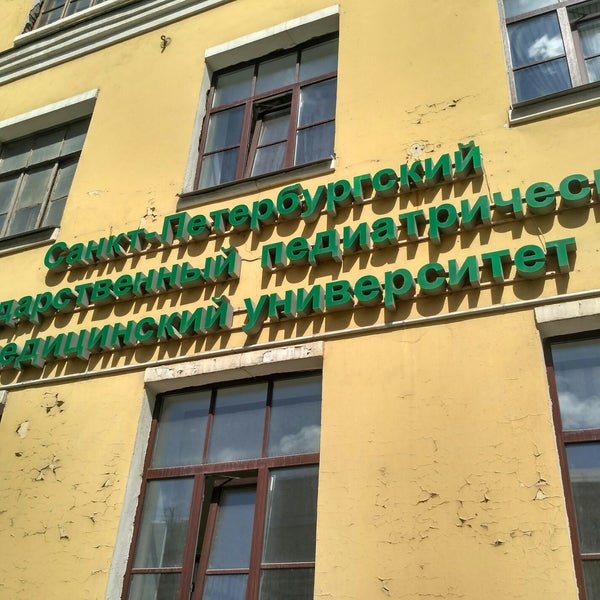 Санкт-Петербургский
дарственный педиатричес
едицинский университет